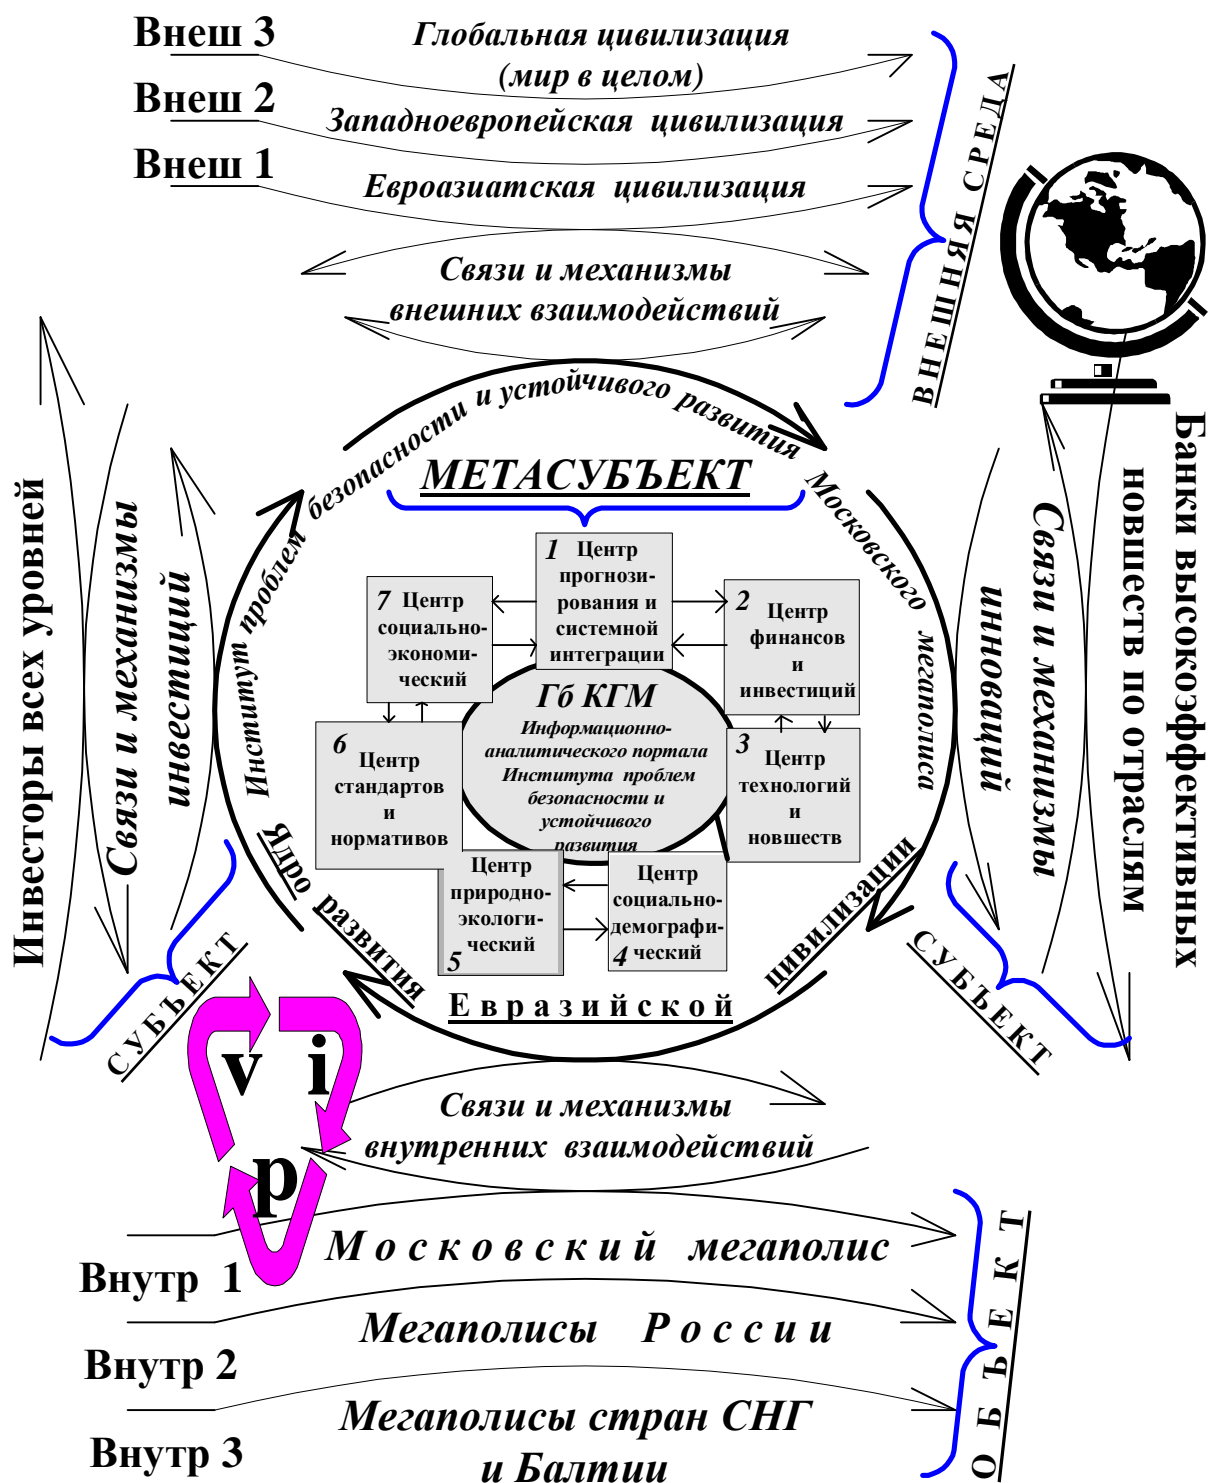 Внеш 3
Глобальная цивилизация
(мир в целом)
Внеш 2
Западноевропейская цивилизация
Внеш 1
Евроазиатская цивилизация
ВНЕШНЯЯ СРЕДА
Связи и механизмы
внешних взаимодействий
Институт проблем безопасности и устойчивого развития Московского мегаполиса
МЕТАСУБЪЕКТ
Инвесторы всех уровней
Связи и механизмы
инвестиций
1 Центр
прогнози-
рования и
системной
интеграции
7 Центр
социально-
экономи-
ческий
2
Центр
финансов
и
инвестиций
Гб КГМ
Информационно-
аналитического портала
Института проблем
безопасности и
устойчивого
развития
6
Центр
стандартов
и
нормативов
3
Центр
технологий
и
новшеств
Центр
природно-
экологи-
ческий
5
Центр
социально-
демографи-
4 ческий
инноваций
Связи и механизмы
новшеств по отраслям
Банки высокоэффективных
Ядро развития
Евразийской
цивилизации
СУБЪЕКТ
СУБЪЕКТ
v i
p
Связи и механизмы
внутренних взаимодействий
Московский мегаполис
Внутр 1
Мегаполисы России
Внутр 2
Мегаполисы стран СНГ
и Балтии
Внутр 3
ОБЪЕКТ